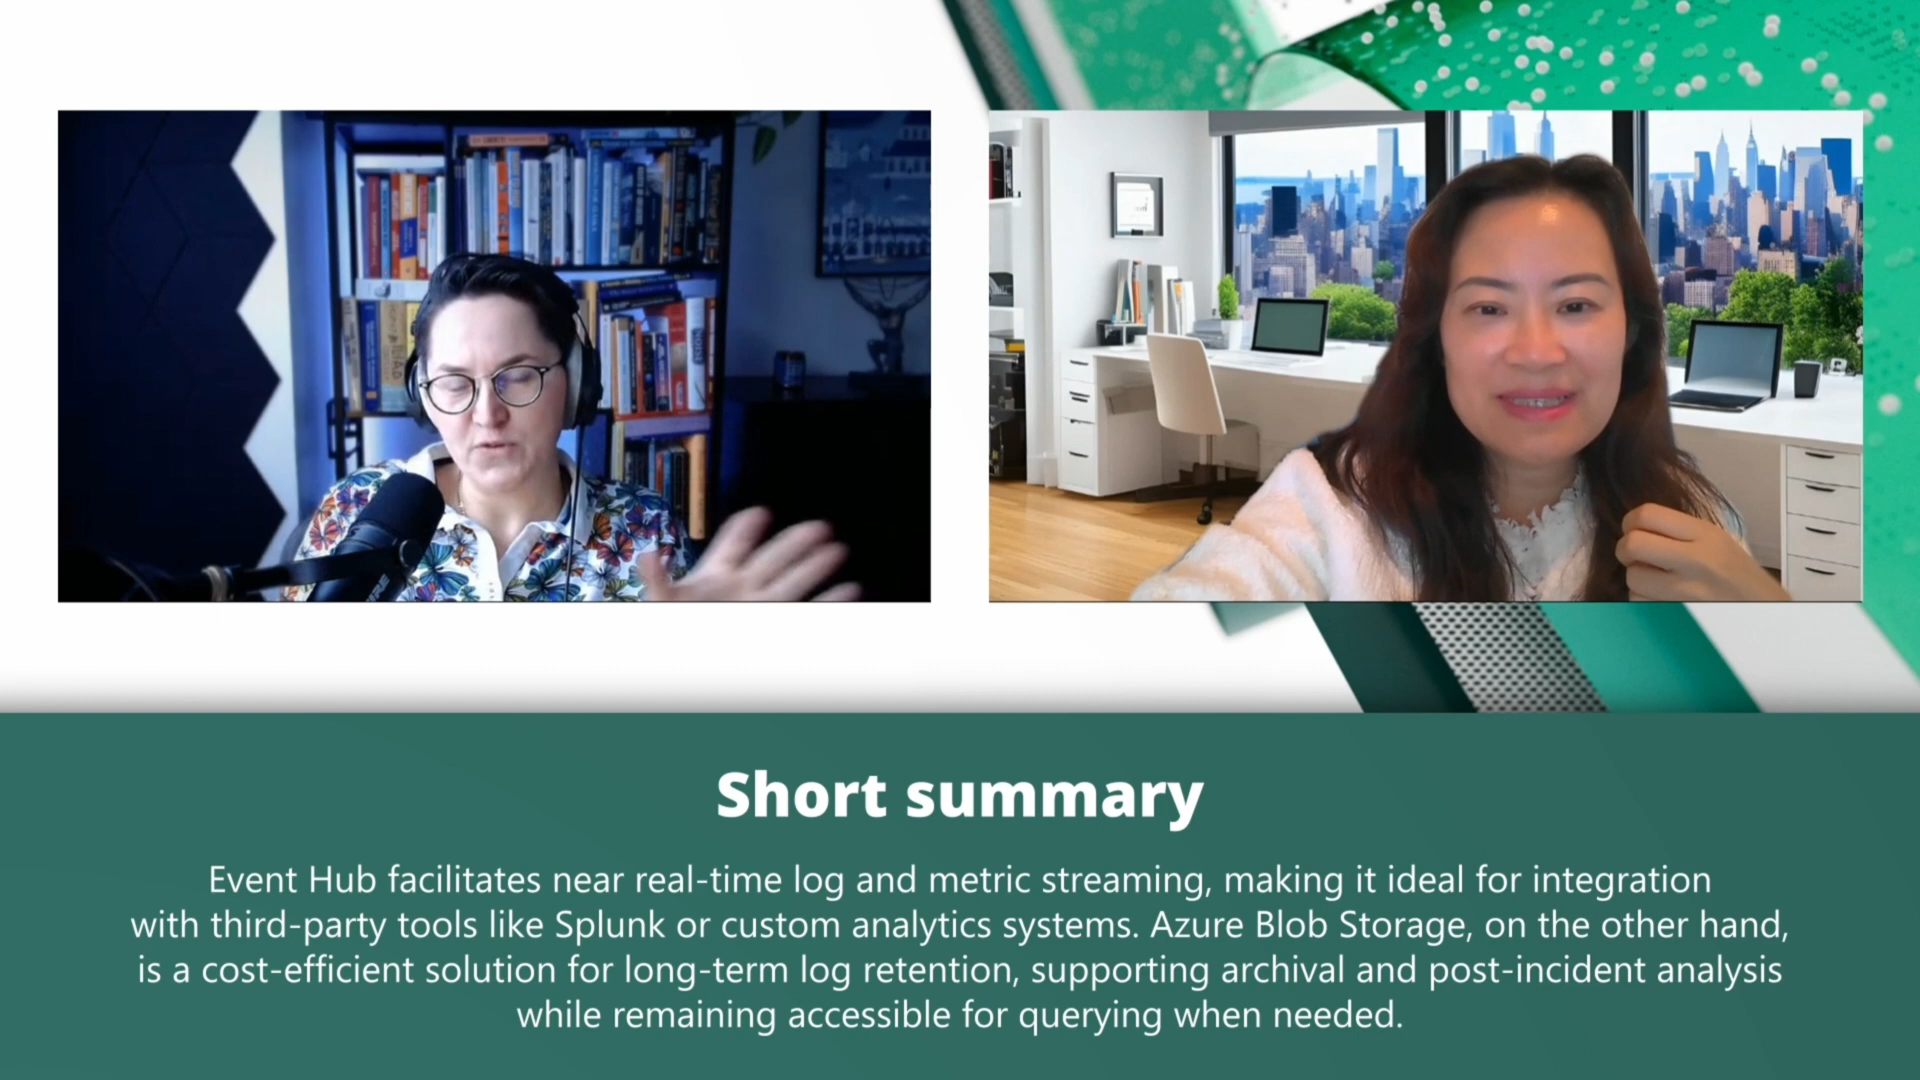 Short summary
Event Hub facilitates near real-time log and metric streaming, making it ideal for integration
with third-party tools like Splunk or custom analytics systems. Azure Blob Storage, on the other hand,
is a cost-efficient solution for long-term log retention, supporting archival and post-incident analysis
while remaining accessible for querying when needed.